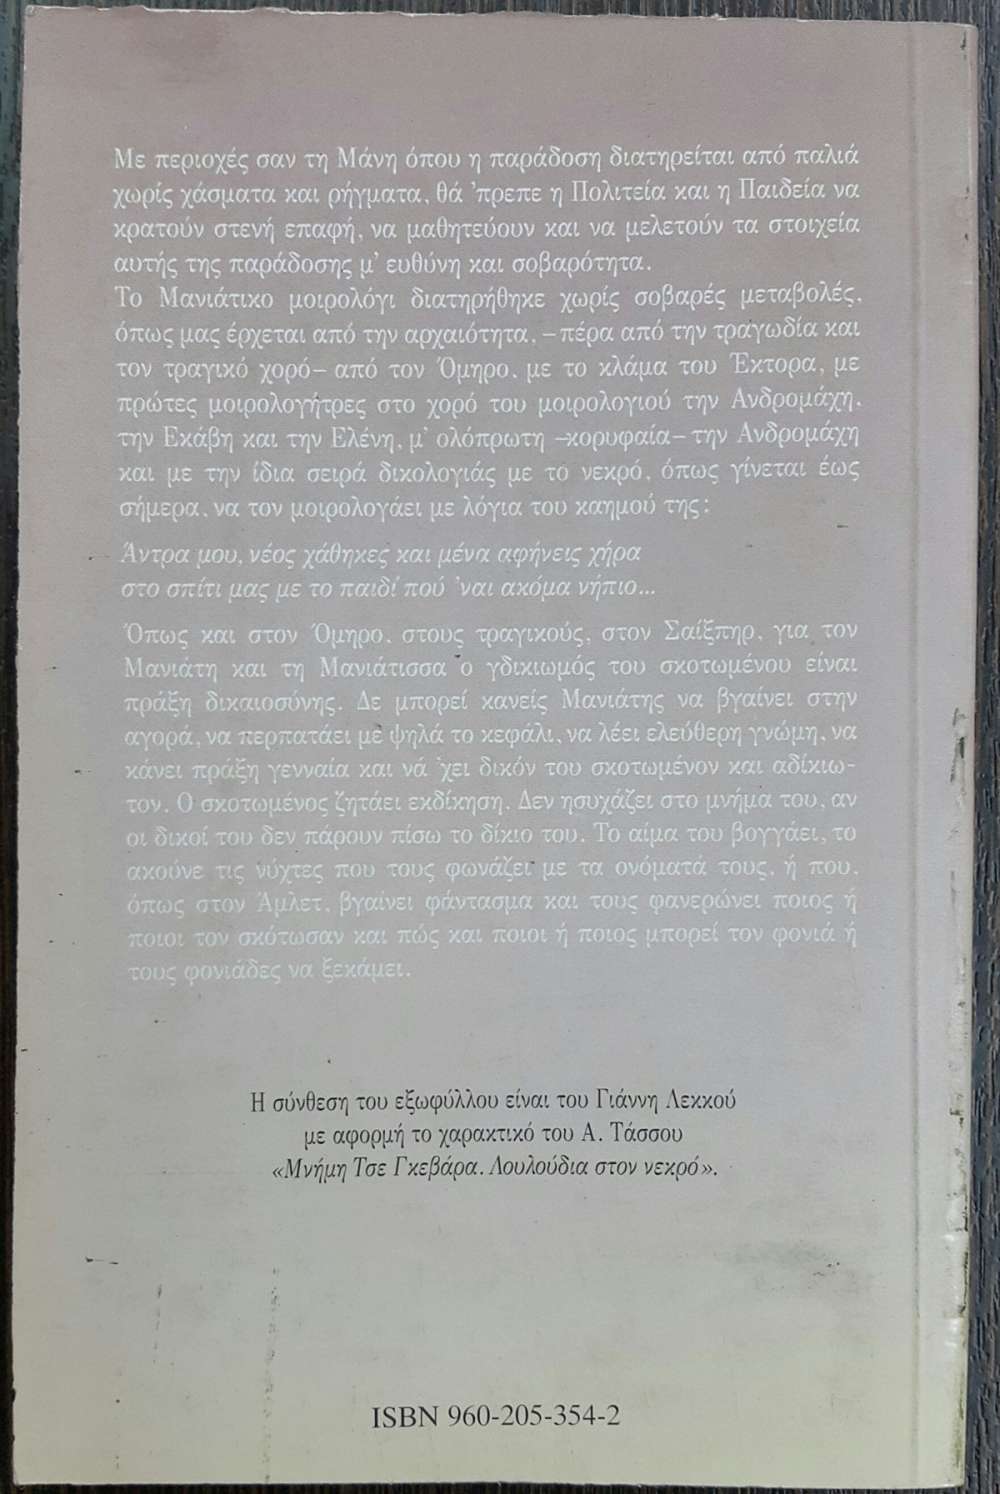 Με περιοχές σαν τη Μάνη όπου η παράδοση διατηρείται από παλιά
χωρίς χάσματα και ρήγματα, θά 'πρεπε η Πολιτεία και η Παιδεία να
κρατούν στενή επαφή, να μαθητεύουν και να μελετούν τα στοιχεία
αυτής της παράδοσης μ' ευθύνη και σοβαρότητα.
Το Μανιάτικο μοιρολόγι διατηρήθηκε χωρίς σοβαρές μεταβολές,
όπως μας έρχεται από την αρχαιότητα, –πέρα από την τραγωδία και
τον τραγικό χορό– από τον Όμηρο, με το κλάμα του Έκτορα, με
πρώτες μοιρολογήτρες στο χορό του μοιρολογιού την Ανδρομάχη,
την Εκάβη και την Ελένη, μ' ολόπρωτη –κορυφαία– την Ανδρομάχη
και με την ίδια σειρά δικολογιάς με το νεκρό, όπως γίνεται έως
σήμερα, να τον μοιρολογάει με λόγια του καημού της:
Άντρα μου, νέος χάθηκες και μένα αφήνεις χήρα
στο σπίτι μας με το παιδί πού 'ναι ακόμα νήπιο...
Όπως και στον Όμηρο, στους τραγικούς, στον Σαίξπηρ, για τον
Μανιάτη και τη Μανιάτισσα ο γδικιωμός του σκοτωμένου είναι
πράξη δικαιοσύνης. Δε μπορεί κανείς Μανιάτης να βγαίνει στην
αγορά, να περπατάει με ψηλά το κεφάλι, να λέει ελεύθερη γνώμη, να
κάνει πράξη γενναία και νά 'χει δικόν του σκοτωμένον και αδίκιω-
τον. Ο σκοτωμένος ζητάει εκδίκηση. Δεν ησυχάζει στο μνήμα του, αν
οι δικοί του δεν πάρουν πίσω το δίκιο του. Το αίμα του βογγάει, το
ακούνε τις νύχτες που τους φωνάζει με τα ονόματά τους, ή που,
όπως στον Άμλετ, βγαίνει φάντασμα και τους φανερώνει ποιος ή
ποιοι τον σκότωσαν και πώς και ποιοι ή ποιος μπορεί τον φονιά ή
τους φονιάδες να ξεκάμει.
Η σύνθεση του εξωφύλλου είναι του Γιάννη Λεκκού
με αφορμή το χαρακτικό του Α. Τάσσου
«Μνήμη Τσε Γκεβάρα. Λουλούδια στον νεκρό».
ISBN 960-205-354-2